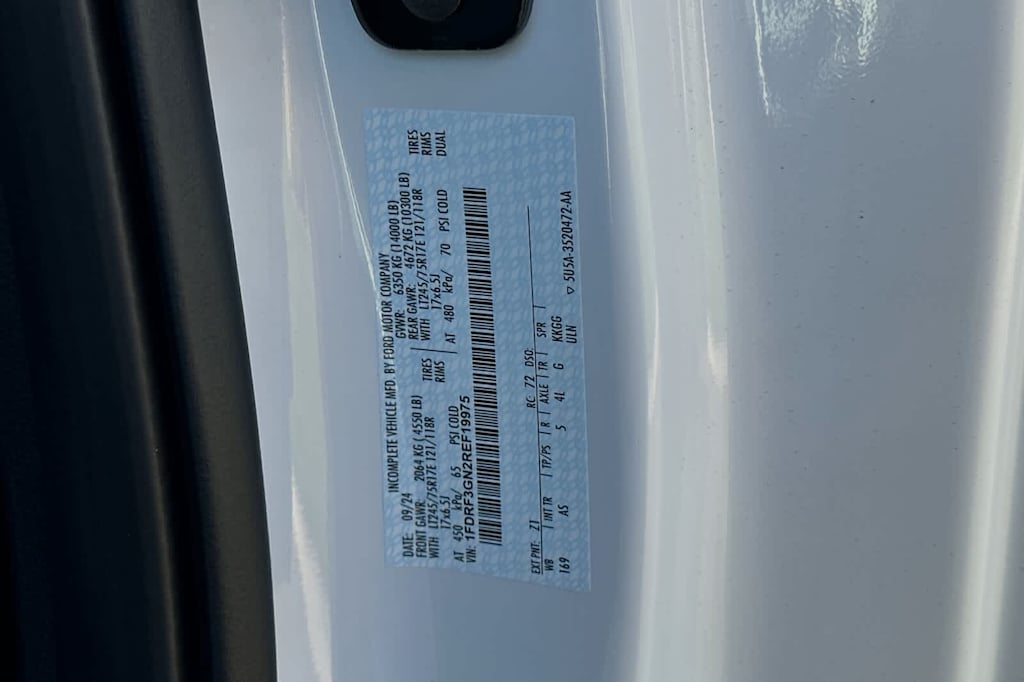 INCOMPLETE VEHICLE MFD. BY FORD MOTOR COMPANY
DATE: 09/24 GVWR: 6350 KG (14000 LB)
FRONT GAWR: 2064 KG (4550 LB) REAR GAWR: 4672 KG (10300 LB)
WITH LT245/75R17E 121/118R TIRES WITH LT245/75R17E 121/118R TIRES
17x6.5J RIMS 17x6.5J RIMS
AT 450 kPa/ 65 PSI COLD AT 480 kPa/ 70 PSI COLD DUAL
VIN: 1FDRF3GN2REF19975
EXT PNT: Z1 RC: 72 DSO:
WB INT TR TP/PS R AXLE TR SPR
169 AS 5 4L G KKGG
ULN
▽ 5U5A-3520472-AA